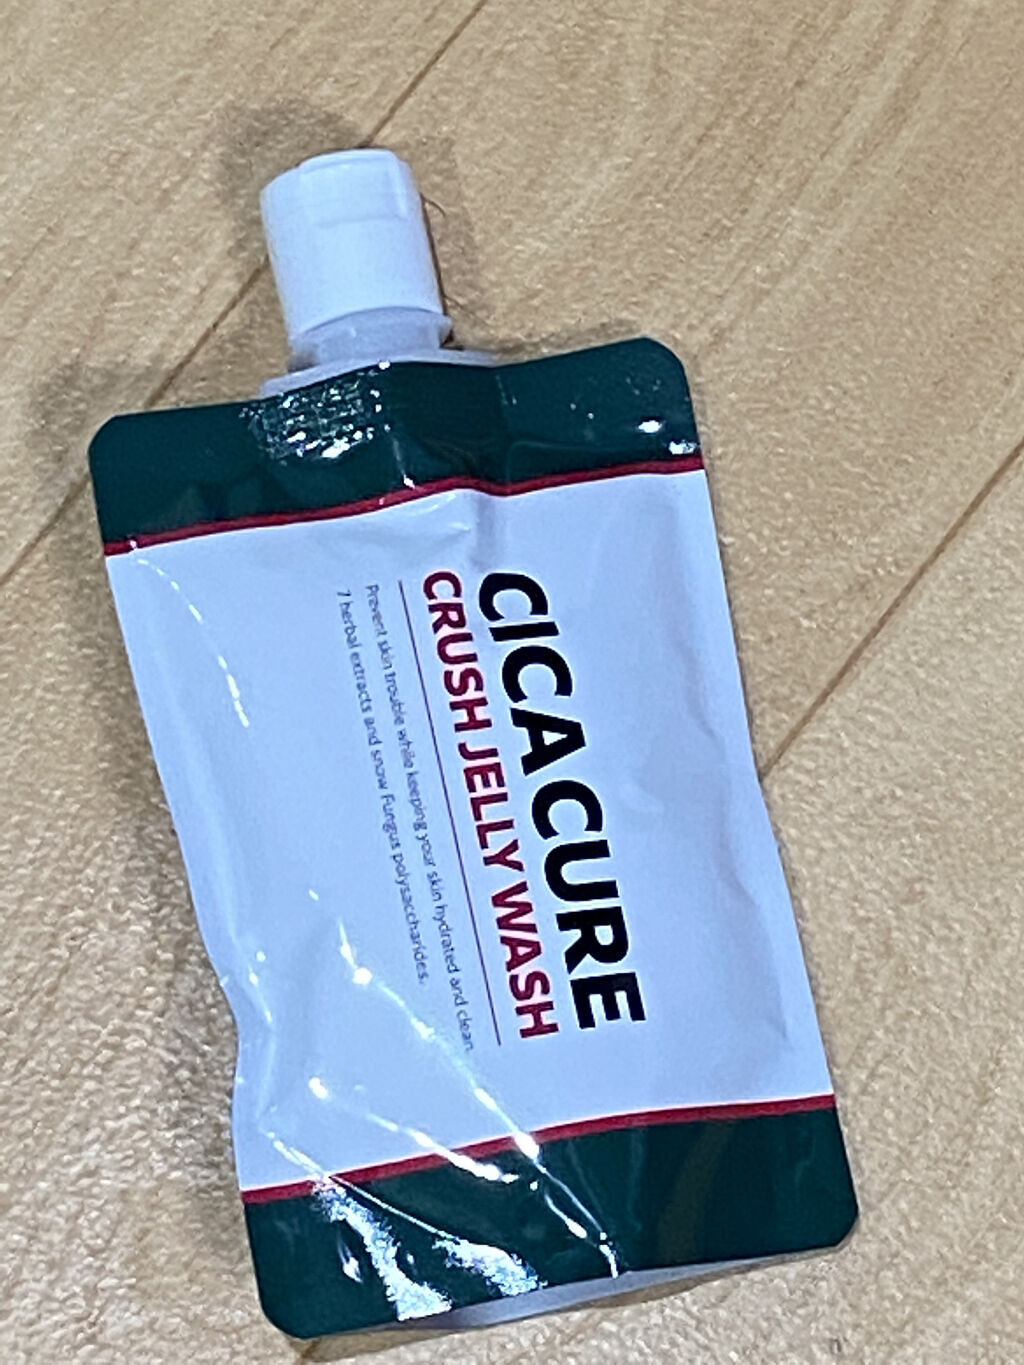 CICA CURE
CRUSH JELLY WASH
Prevent skin trouble while keeping your skin hydrated and clean.
7 herbal extracts and snow Fungus polysaccharides.